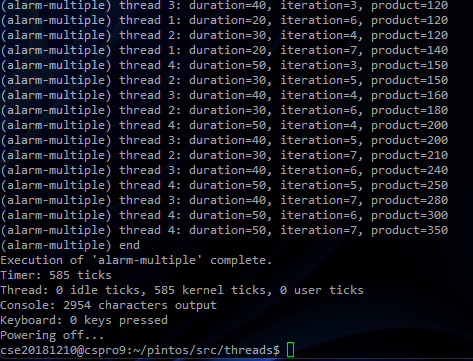 (alarm-multiple) thread 3: duration=40, iteration=3, product=120
(alarm-multiple) thread 1: duration=20, iteration=6, product=120
(alarm-multiple) thread 2: duration=30, iteration=4, product=120
(alarm-multiple) thread 1: duration=20, iteration=7, product=140
(alarm-multiple) thread 4: duration=50, iteration=3, product=150
(alarm-multiple) thread 2: duration=30, iteration=5, product=150
(alarm-multiple) thread 3: duration=40, iteration=4, product=160
(alarm-multiple) thread 2: duration=30, iteration=6, product=180
(alarm-multiple) thread 4: duration=50, iteration=4, product=200
(alarm-multiple) thread 3: duration=40, iteration=5, product=200
(alarm-multiple) thread 2: duration=30, iteration=7, product=210
(alarm-multiple) thread 3: duration=40, iteration=6, product=240
(alarm-multiple) thread 4: duration=50, iteration=5, product=250
(alarm-multiple) thread 3: duration=40, iteration=7, product=280
(alarm-multiple) thread 4: duration=50, iteration=6, product=300
(alarm-multiple) thread 4: duration=50, iteration=7, product=350
(alarm-multiple) end
Execution of 'alarm-multiple' complete.
Timer: 585 ticks
Thread: 0 idle ticks, 585 kernel ticks, 0 user ticks
Console: 2954 characters output
Keyboard: 0 keys pressed
Powering off...
cse20181210@cspro9:~/pintos/src/threads$